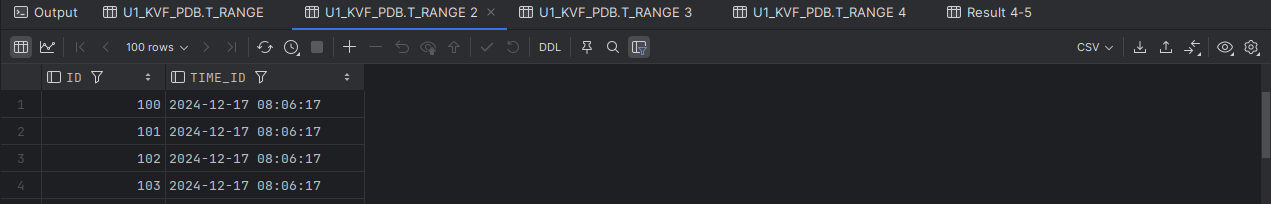 Output U1_KVF_PDB.T_RANGE U1_KVF_PDB.T_RANGE 2 U1_KVF_PDB.T_RANGE 3 U1_KVF_PDB.T_RANGE 4 Result 4-5
100 rows DDL CSV
ID TIME_ID
1 100 2024-12-17 08:06:17
2 101 2024-12-17 08:06:17
3 102 2024-12-17 08:06:17
4 103 2024-12-17 08:06:17